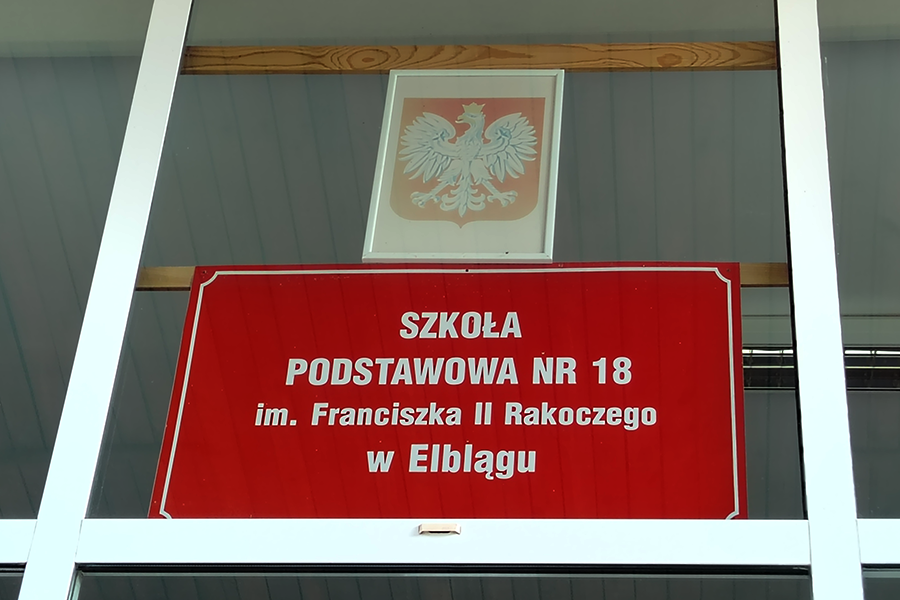 SZKOŁA
PODSTAWOWA NR 18
im. Franciszka II Rakoczego
w Elblągu